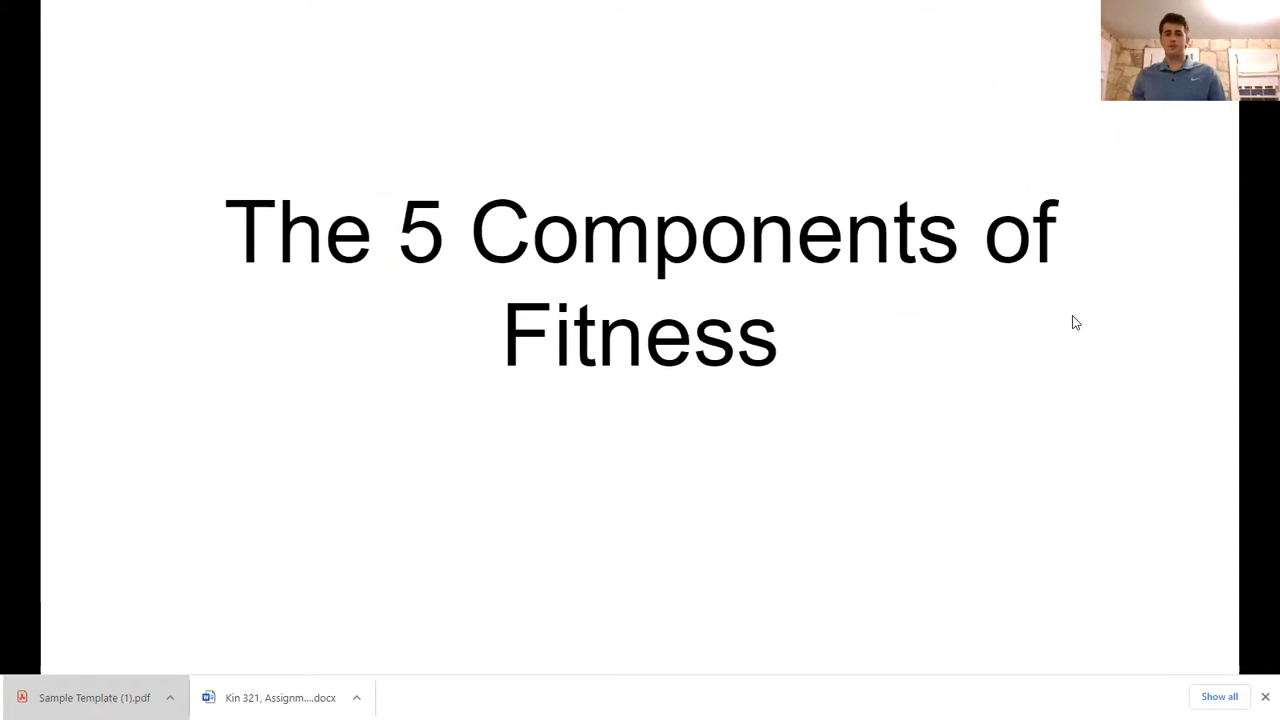 The 5 Components of
Fitness
Sample Template (1).pdf
Kin 321, Assignm....docx
Show all